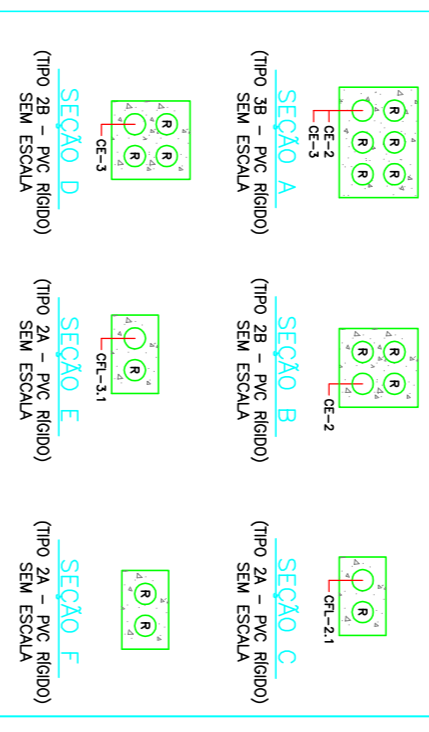 R R R
R R
CE-2
CE-3
SEÇÃO A
(TIPO 3B – PVC RÍGIDO)
SEM ESCALA
R R
R
CE-2
SEÇÃO B
(TIPO 2B – PVC RÍGIDO)
SEM ESCALA
R
CFL-2.1
SEÇÃO C
(TIPO 2A – PVC RÍGIDO)
SEM ESCALA
R R
R
CE-3
SEÇÃO D
(TIPO 2B – PVC RÍGIDO)
SEM ESCALA
R
CFL-3.1
SEÇÃO E
(TIPO 2A – PVC RÍGIDO)
SEM ESCALA
R R
SEÇÃO F
(TIPO 2A – PVC RÍGIDO)
SEM ESCALA